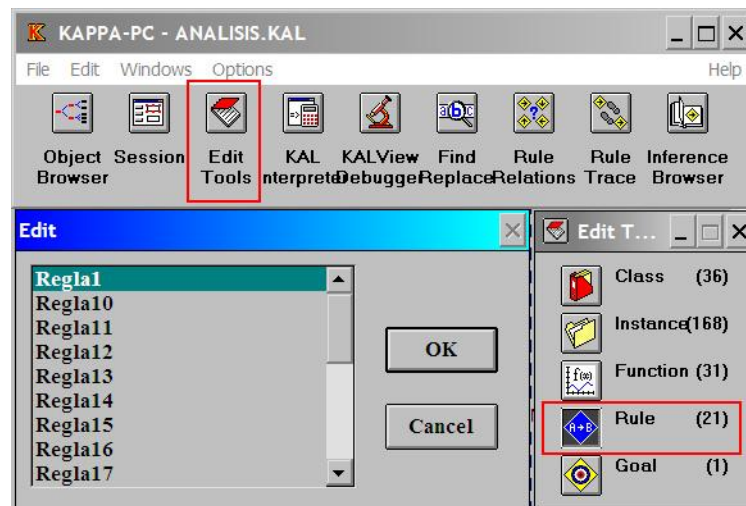 KAPPA-PC - ANALISIS.KAL
File Edit Windows Options Help
Object Browser
Session
Edit Tools
KAL nterprete
KALView DebuggeR
Find Replace
Rule Relations
Rule Trace
Inference Browser
Edit
Regla1
Regla10
Regla11
Regla12
Regla13
Regla14
Regla15
Regla16
Regla17
OK
Cancel
Edit T...
Class (36)
Instance(168)
Function (31)
Rule (21)
Goal (1)